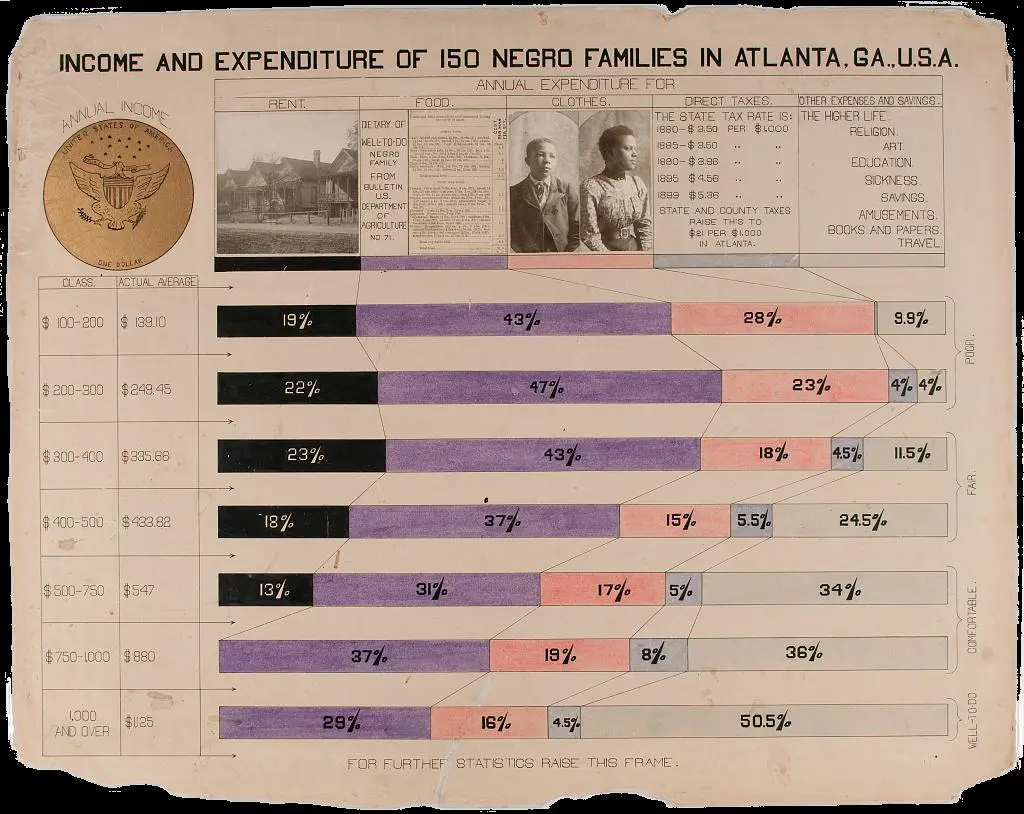 INCOME AND EXPENDITURE OF 150 NEGRO FAMILIES IN ATLANTA, GA., U.S.A.
ANNUAL INCOME.
UNITED STATES OF AMERICA
ONE DOLLAR.
ANNUAL EXPENDITURE FOR
RENT.
FOOD.
CLOTHES.
DIRECT TAXES.
OTHER EXPENSES AND SAVINGS.
DIETARY OF
WELL-TO-DO
NEGRO
FAMILY
FROM
BULLETIN
U.S.
DEPARTMENT
OF
AGRICULTURE
NO 71.
THE STATE TAX RATE IS:
1880-$ 3.50 PER $1,000
1885-$ 3.50 " "
1890-$ 3.86 " "
1895 $ 4.56 " "
1899 $ 5.36 " "
STATE AND COUNTY TAXES
RAISE THIS TO
$21 PER $1,000
IN ATLANTA.
THE HIGHER LIFE.
RELIGION.
ART.
EDUCATION.
SICKNESS.
SAVINGS.
AMUSEMENTS.
BOOKS AND PAPERS.
TRAVEL.
CLASS. ACTUAL AVERAGE
$ 100-200 $ 139.10 19% 43% 28% 9.9%
$ 200-300 $ 249.45 22% 47% 23% 4% 4%
POOR.
$ 300-400 $ 335.66 23% 43% 18% 4.5% 11.5%
$ 400-500 $ 433.82 18% 37% 15% 5.5% 24.5%
FAIR.
$ 500-750 $ 547 13% 31% 17% 5% 34%
$ 750-1000 $ 880 37% 19% 8% 36%
COMFORTABLE.
1,000
AND OVER $1125 29% 16% 4.5% 50.5%
WELL-TO-DO
FOR FURTHER STATISTICS RAISE THIS FRAME.